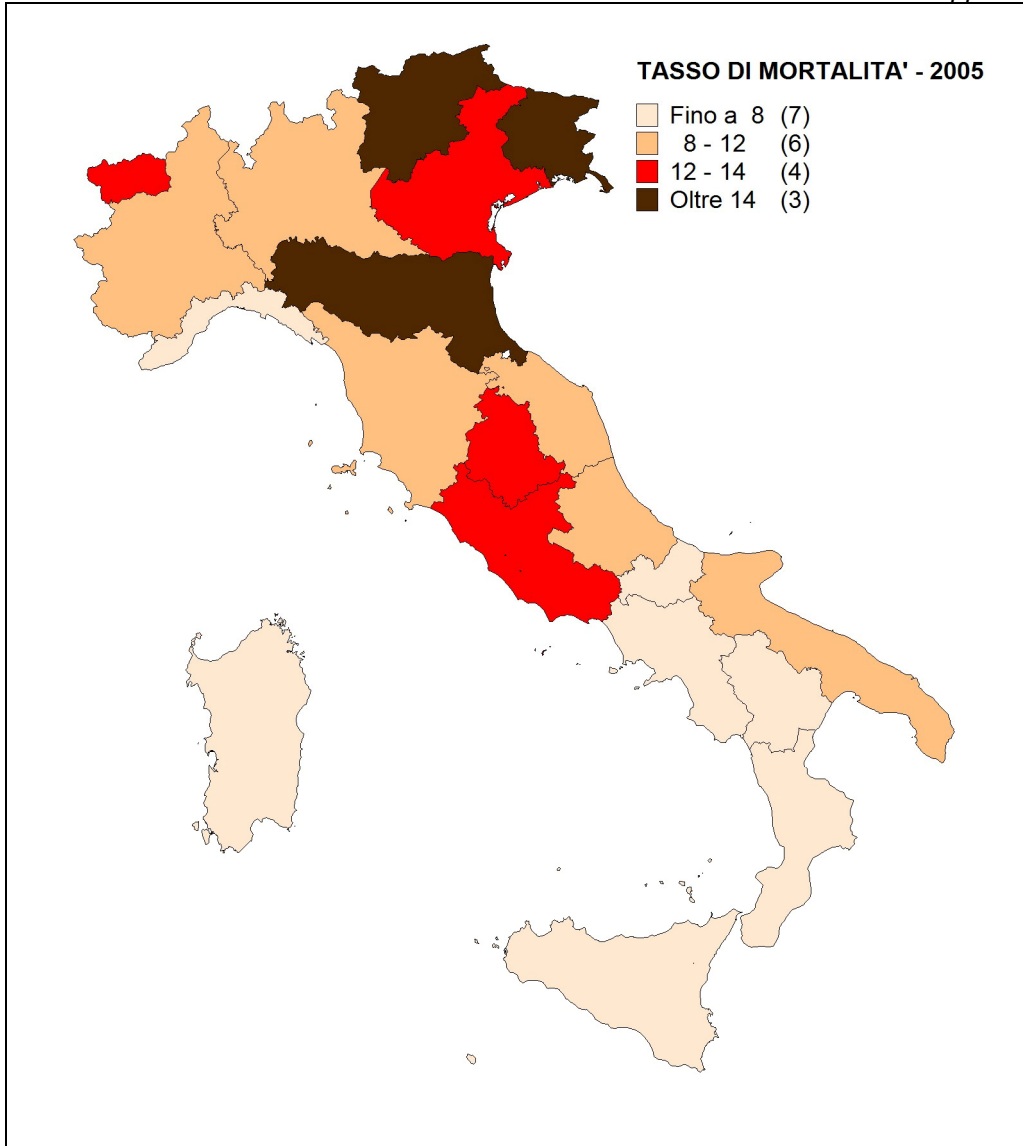 TASSO DI MORTALITA' - 2005
Fino a 8 (7)
8 - 12 (6)
12 - 14 (4)
Oltre 14 (3)